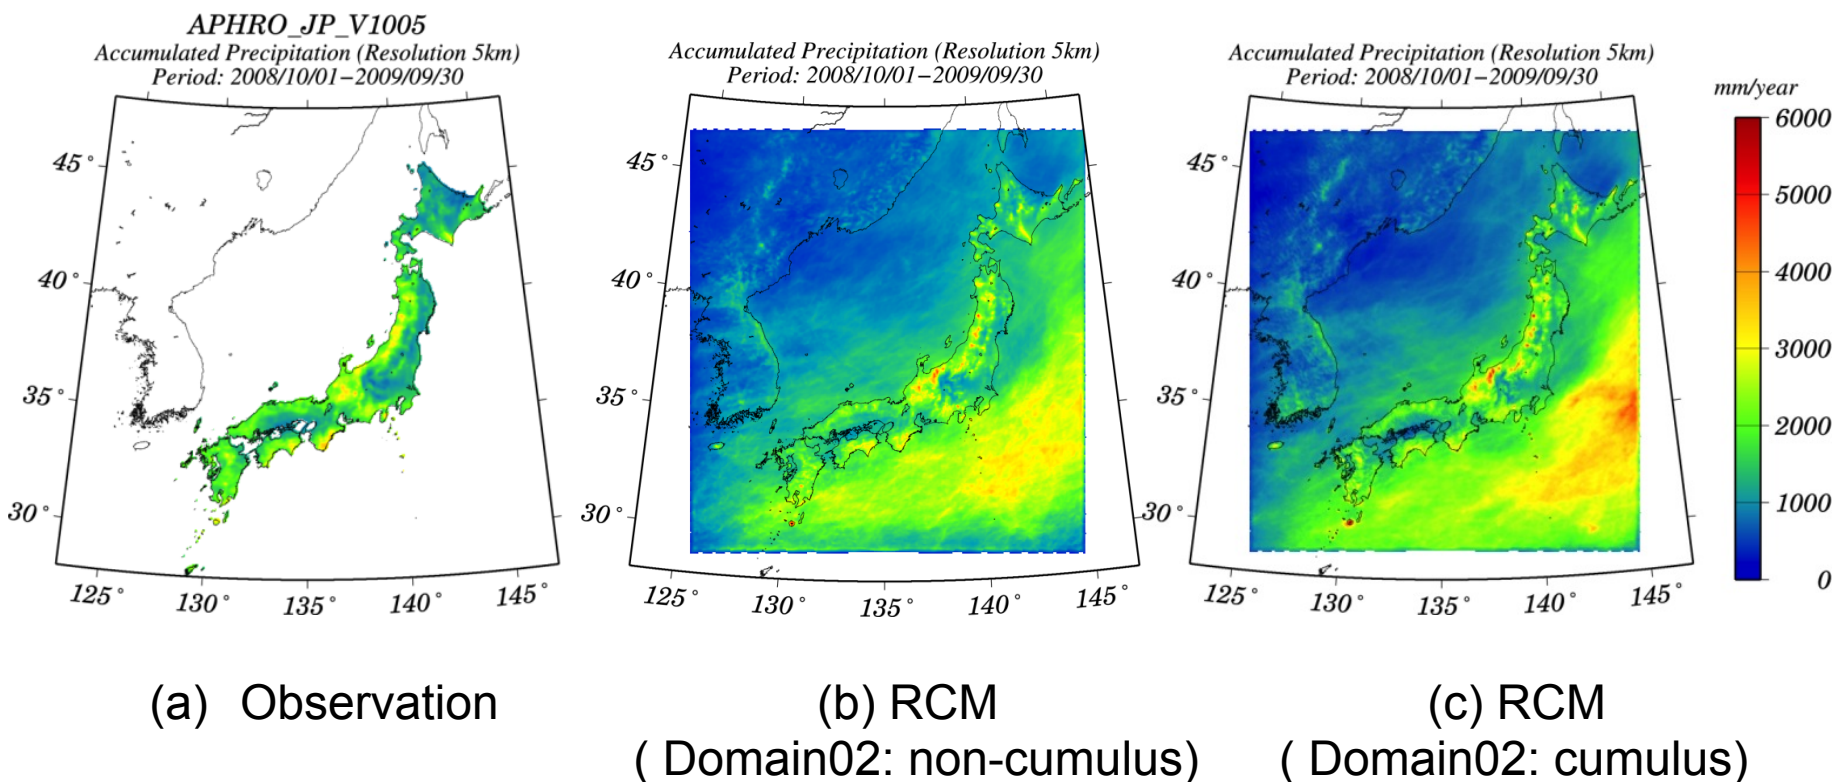 APHRO_JP_V1005
Accumulated Precipitation (Resolution 5km)
Period: 2008/10/01−2009/09/30
45°
40°
35°
30°
125°
130°
135°
140°
145°
Accumulated Precipitation (Resolution 5km)
Period: 2008/10/01−2009/09/30
45°
40°
35°
30°
125°
130°
135°
140°
145°
Accumulated Precipitation (Resolution 5km)
Period: 2008/10/01−2009/09/30
45°
40°
35°
30°
125°
130°
135°
140°
145°
mm/year
6000
5000
4000
3000
2000
1000
0
(a) Observation
(b) RCM
( Domain02: non-cumulus)
(c) RCM
( Domain02: cumulus)